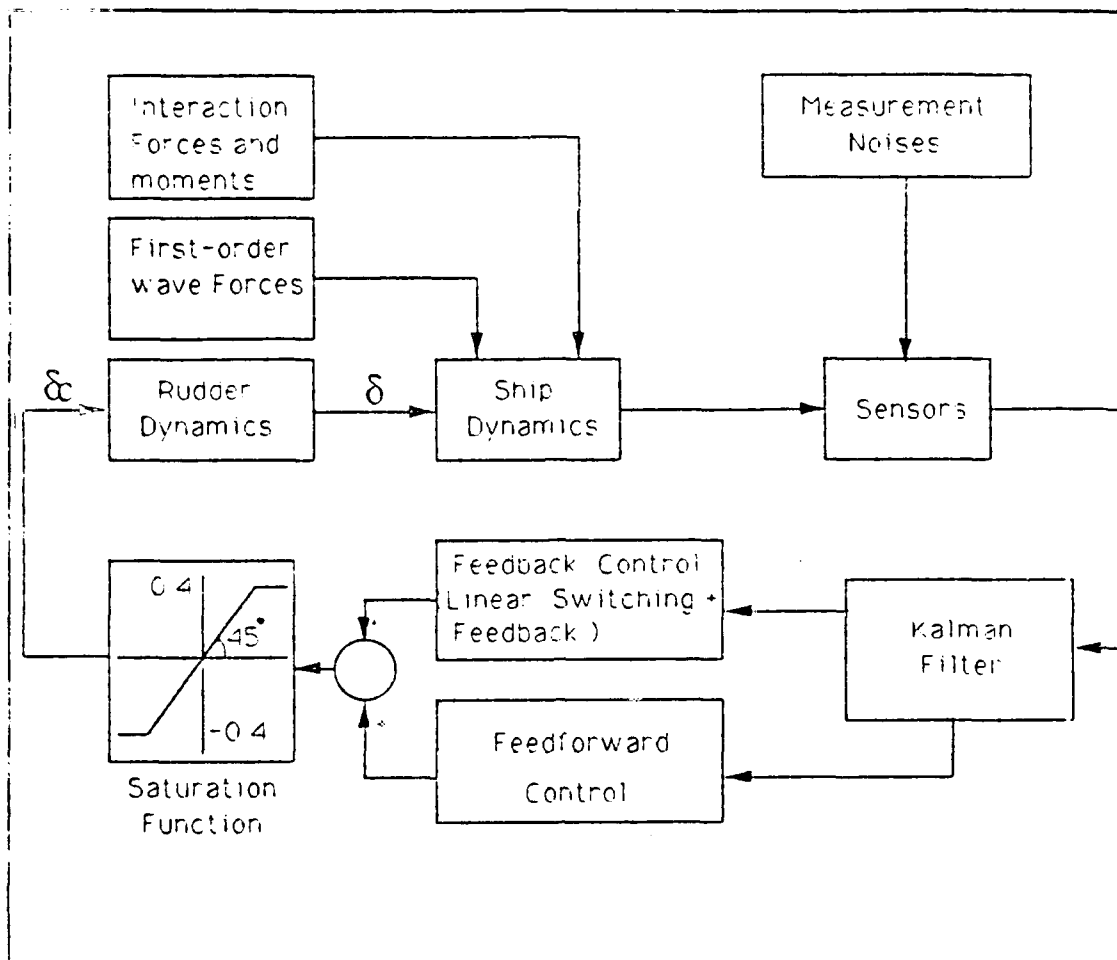 Interaction
Forces and
moments
Measurement
Noises
First-order
wave Forces
δc
Rudder
Dynamics
δ
Ship
Dynamics
Sensors
0.4
45°
-0.4
Saturation
Function
Feedback Control
Linear Switching +
Feedback )
Feedforward
Control
Kalman
Filter